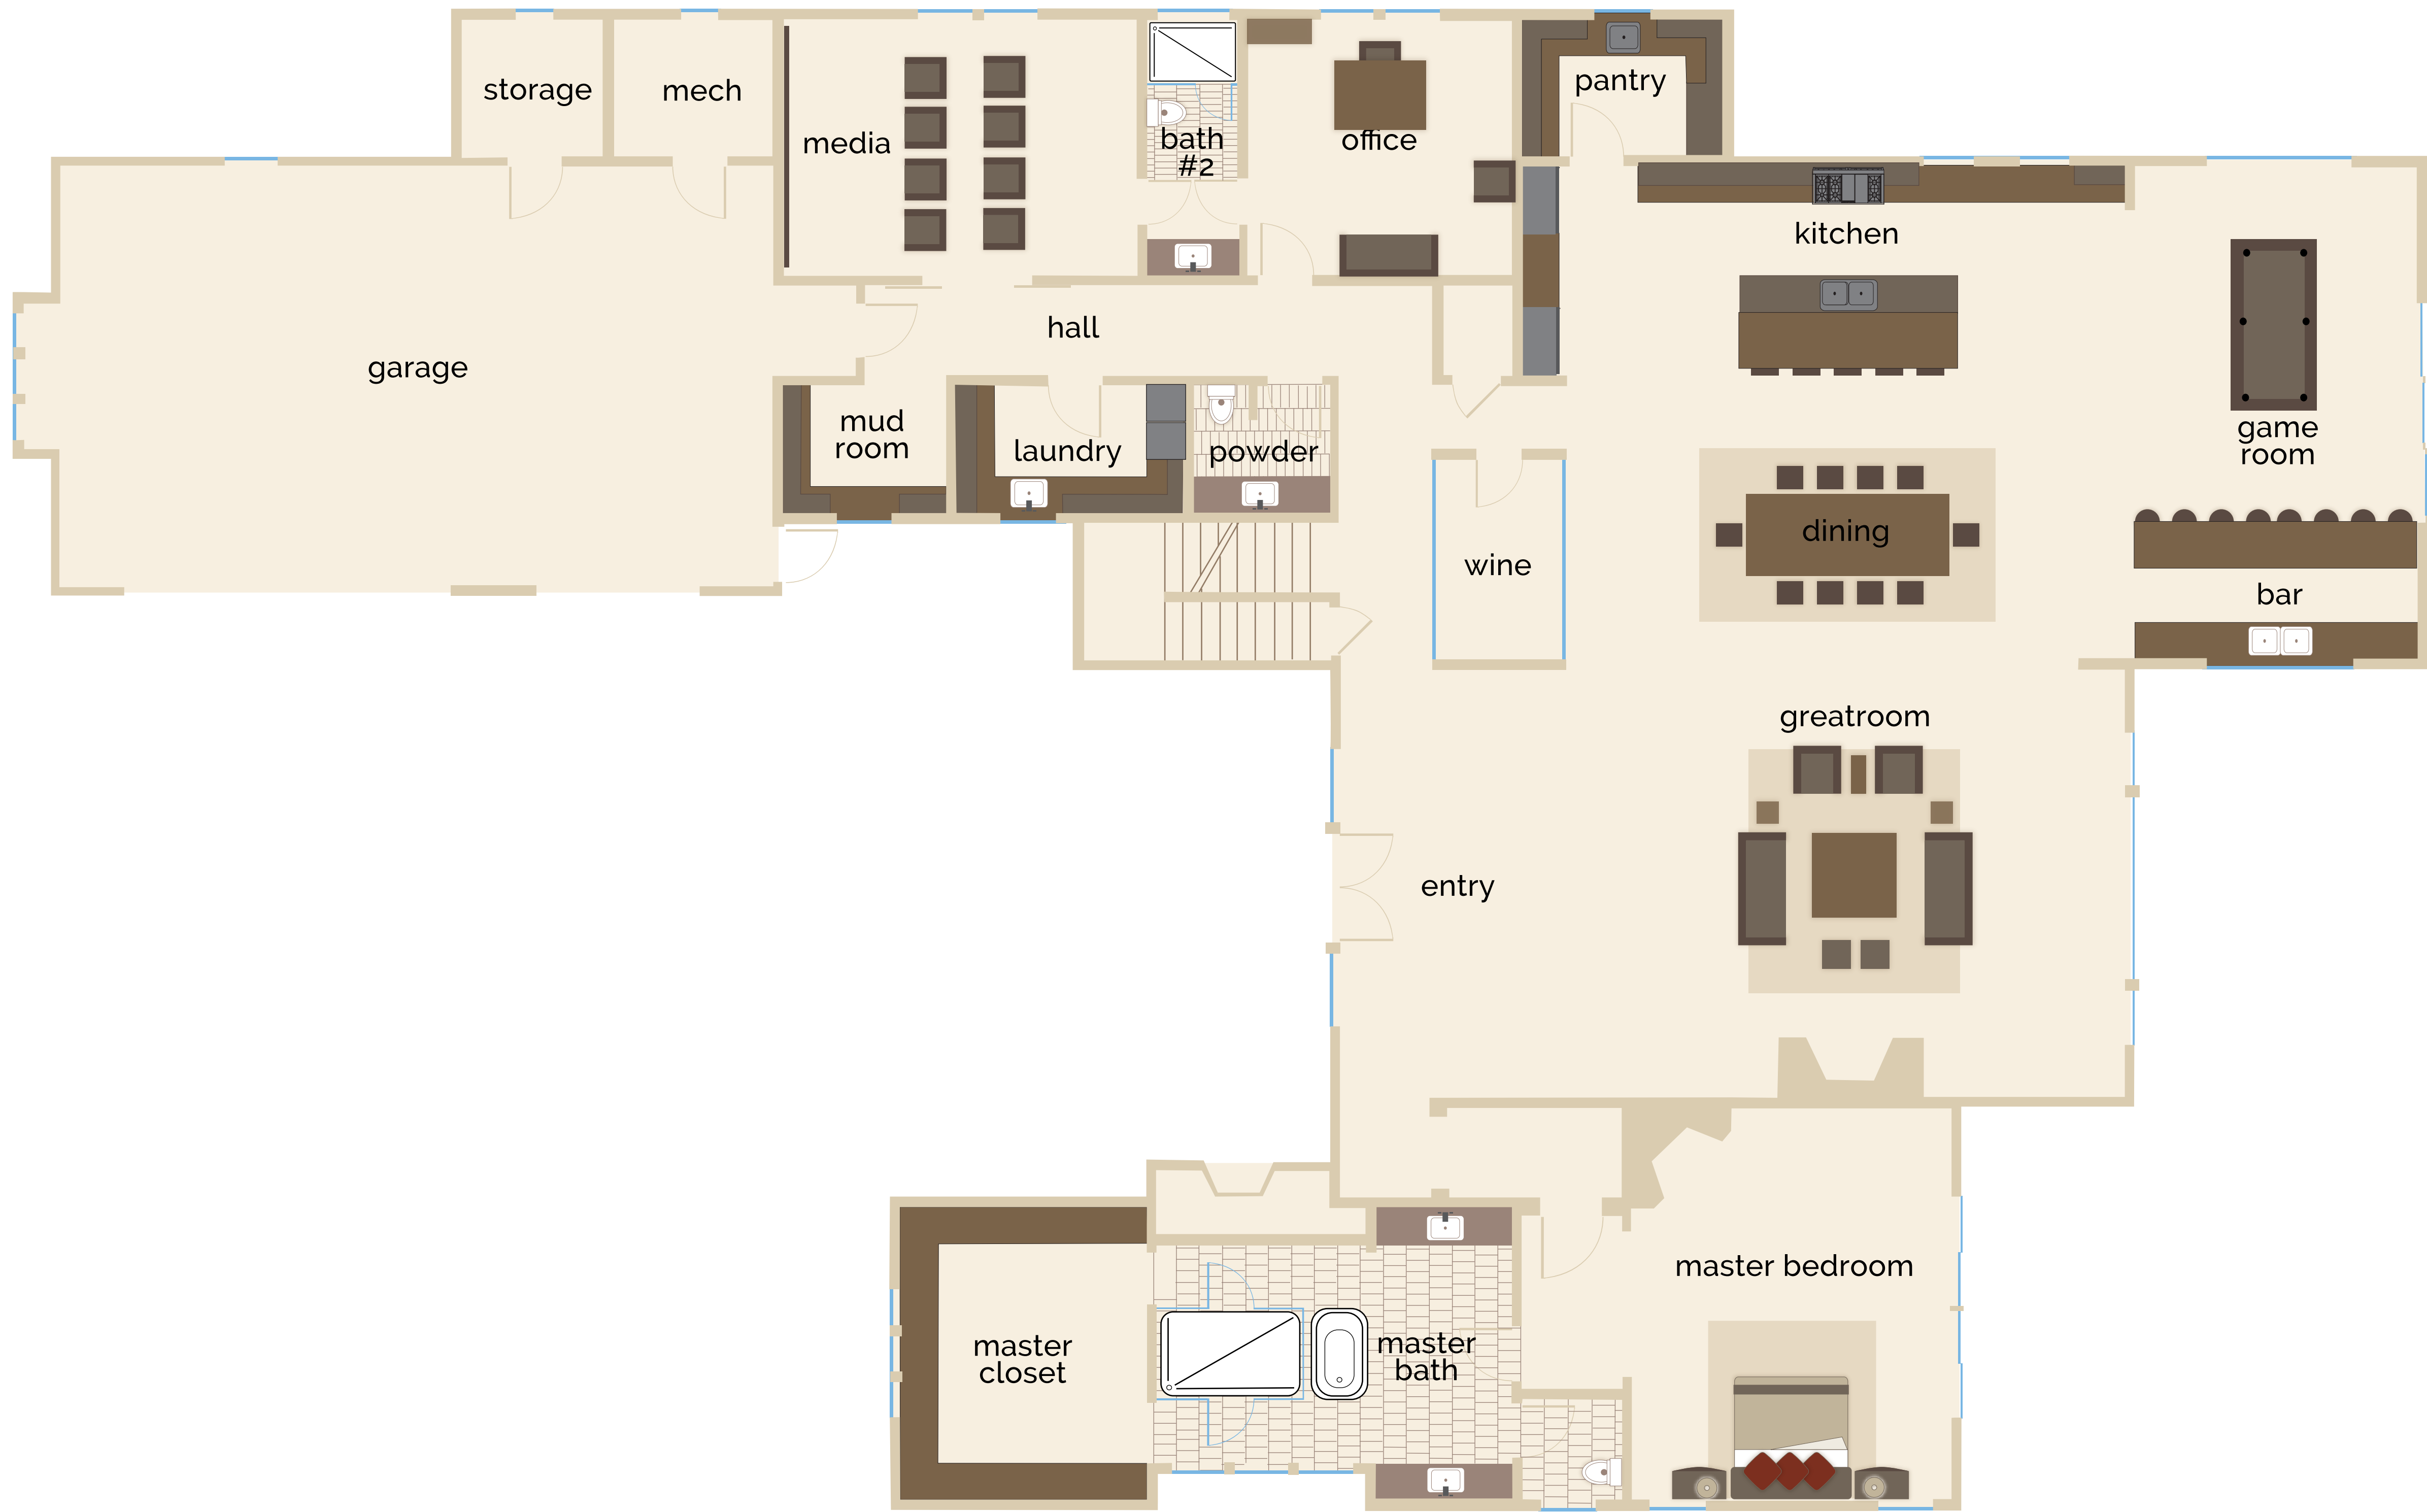 storage
mech
media
bath
#2
office
pantry
kitchen
garage
hall
mud
room
laundry
powder
wine
dining
game
room
bar
greatroom
entry
master bedroom
master
closet
master
bath